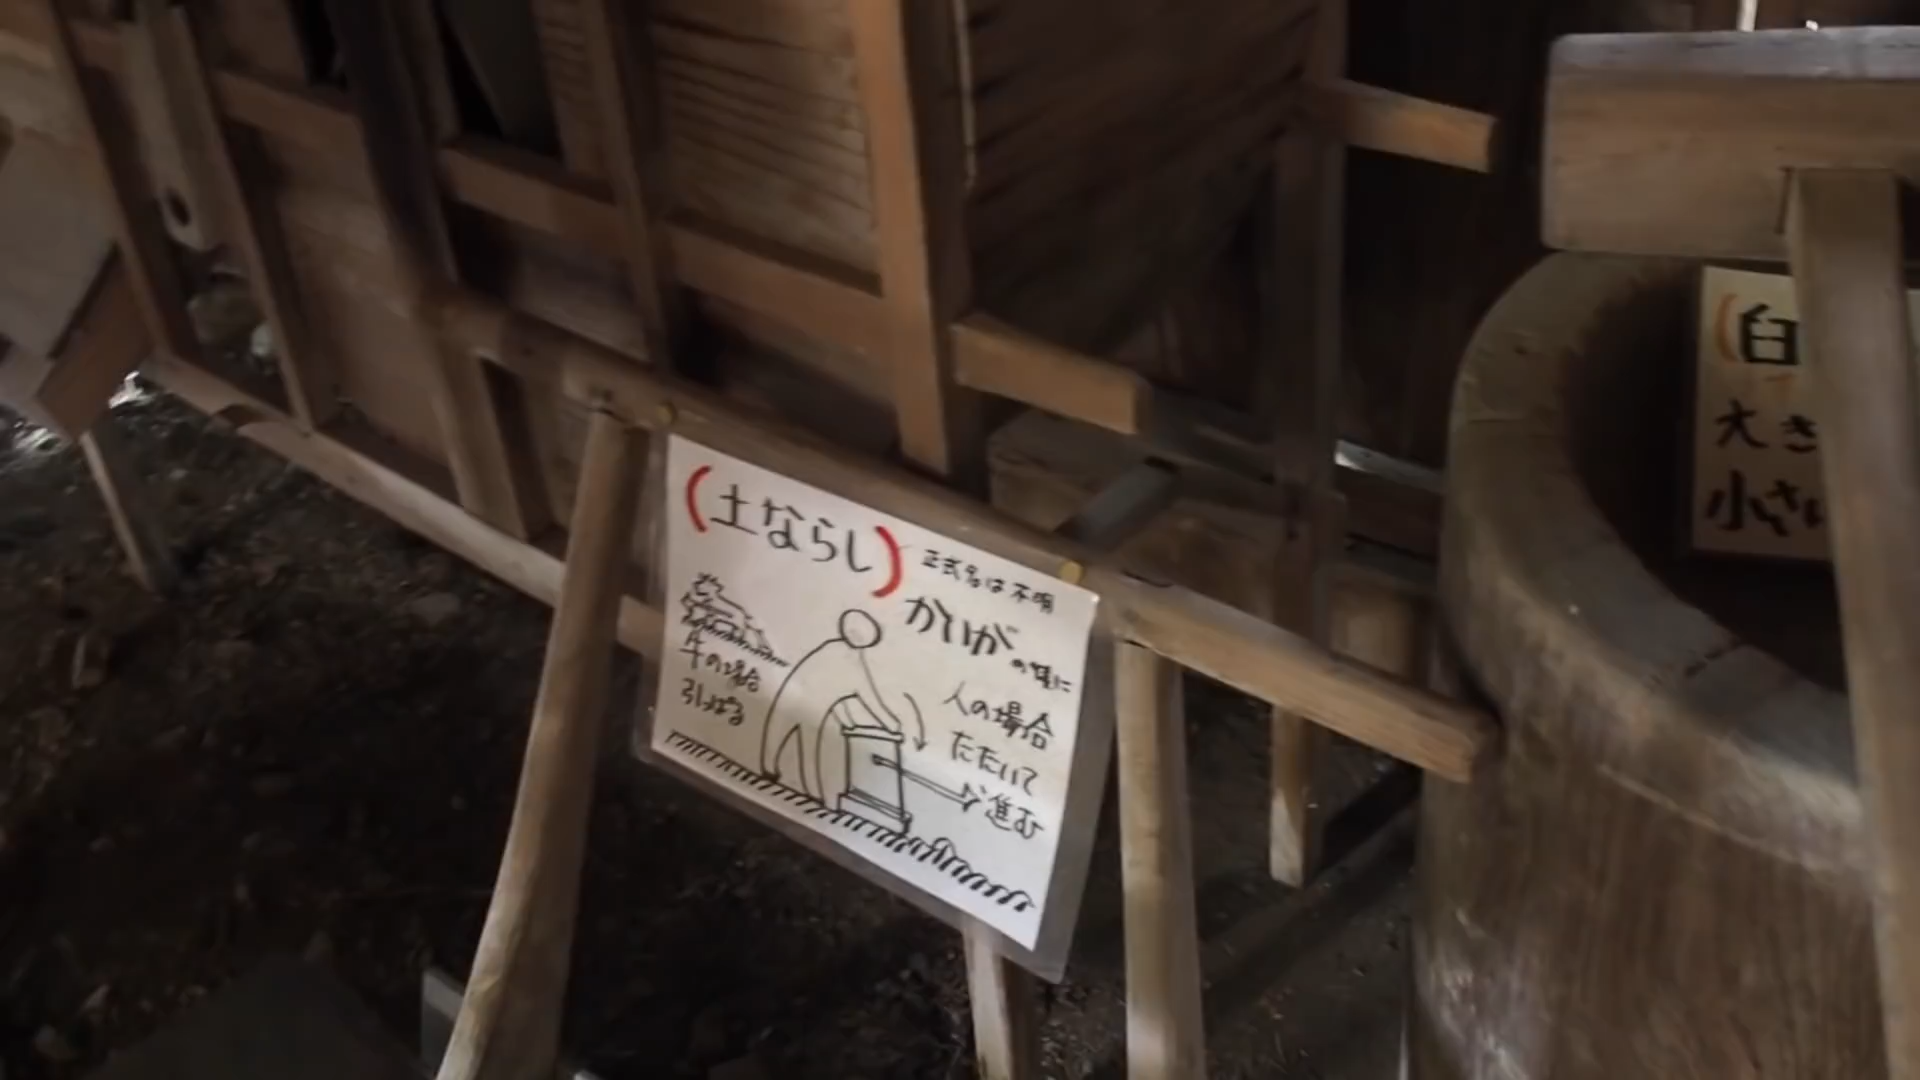 (土ならし) 正式名は不明
かいが
の様に
牛の場合
引っぱる
人の場合
たたいて
進む
(臼
大き
小さい